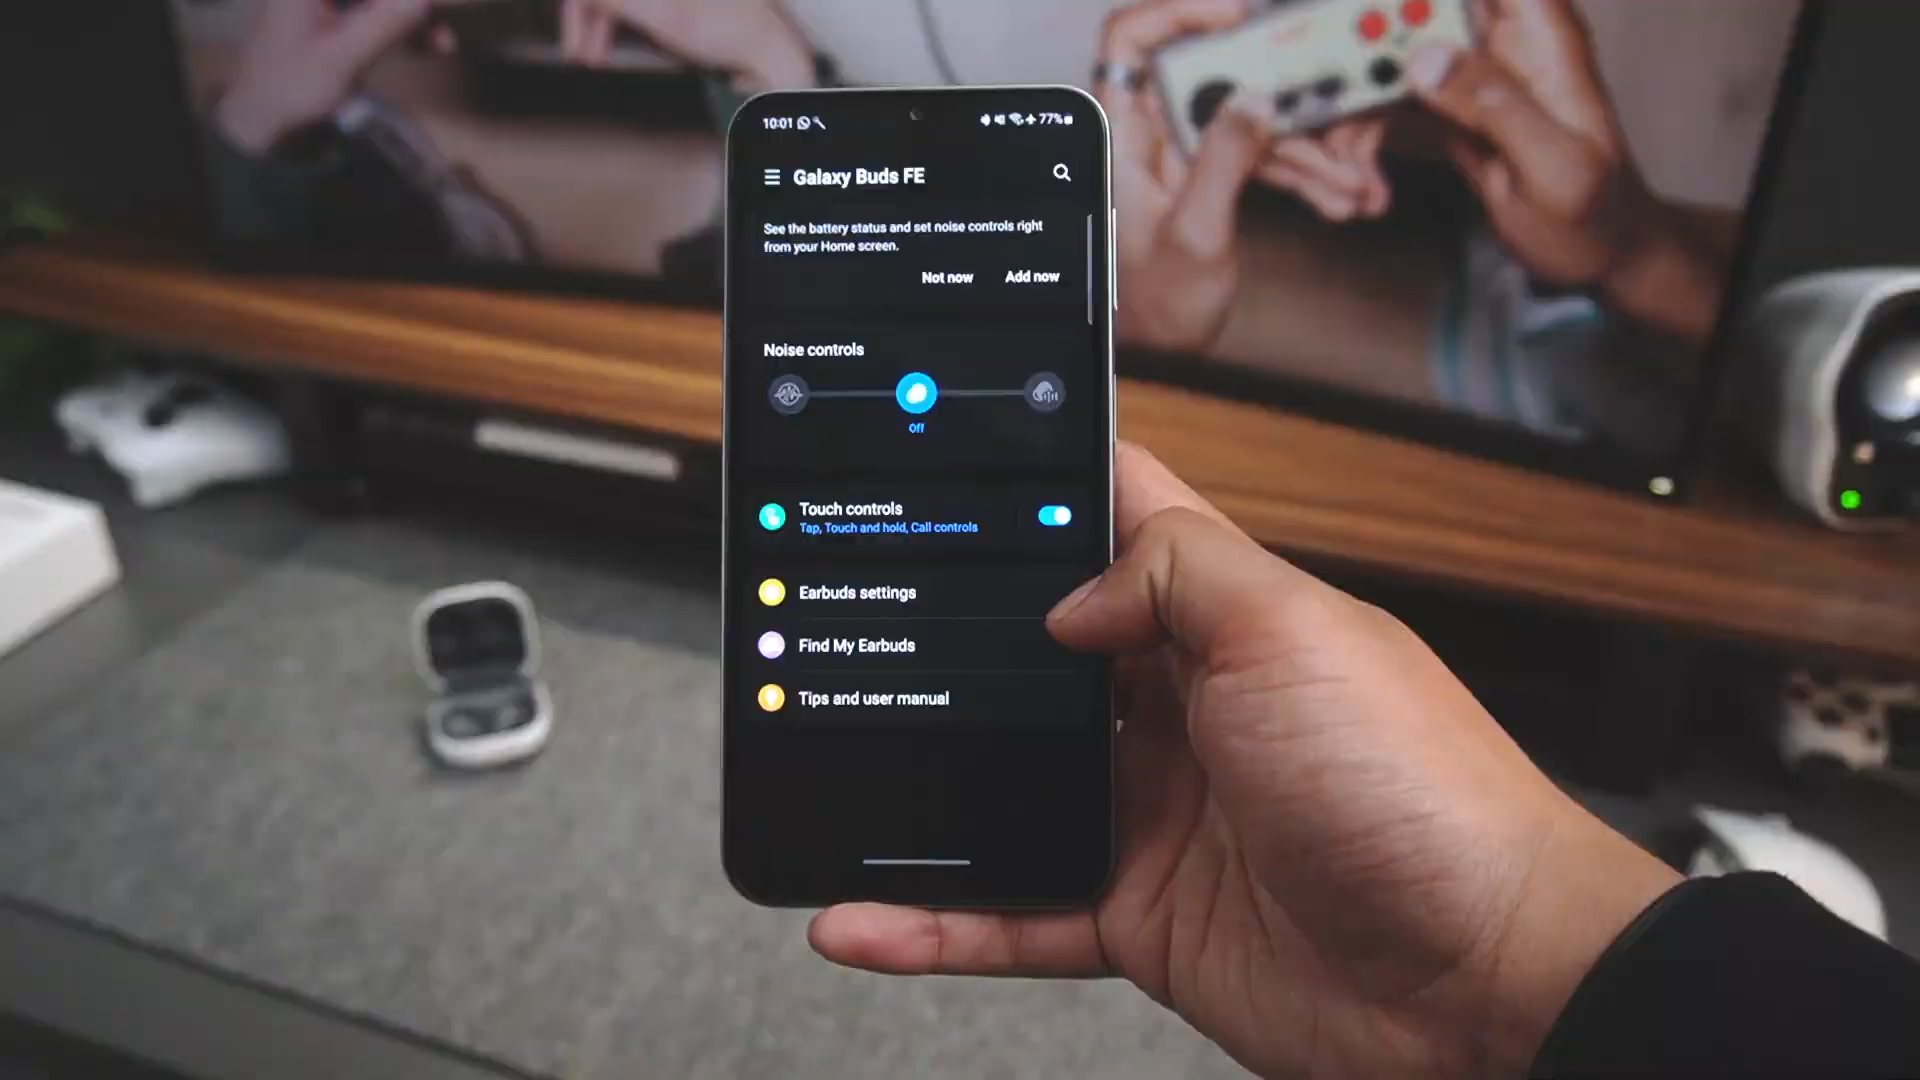 10:01
77%
Galaxy Buds FE
See the battery status and set noise controls right
from your Home screen.
Not now
Add now
Noise controls
Off
Touch controls
Tap, Touch and hold, Call controls
Earbuds settings
Find My Earbuds
Tips and user manual